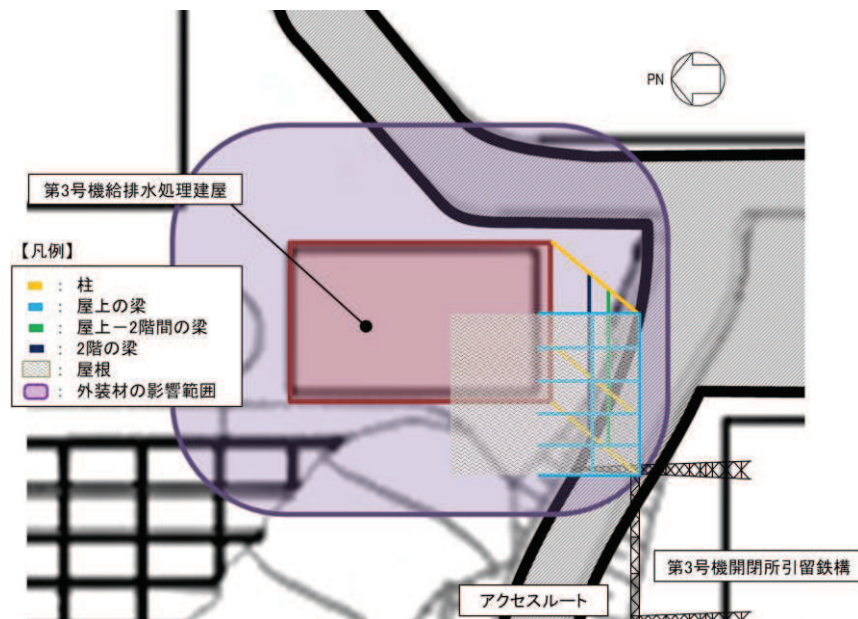 PN
第3号機給排水処理建屋
【凡例】
: 柱
: 屋上の梁
: 屋上－2階間の梁
: 2階の梁
: 屋根
: 外装材の影響範囲
第3号機開閉所引留鉄構
アクセスルート